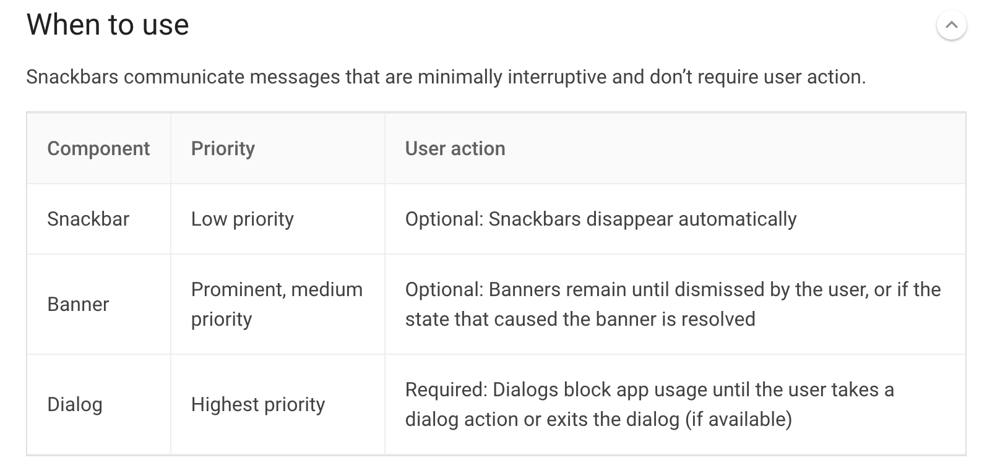 When to use
Snackbars communicate messages that are minimally interruptive and don’t require user action.
Component
Priority
User action
Snackbar
Low priority
Optional: Snackbars disappear automatically
Banner
Prominent, medium
priority
Optional: Banners remain until dismissed by the user, or if the
state that caused the banner is resolved
Dialog
Highest priority
Required: Dialogs block app usage until the user takes a
dialog action or exits the dialog (if available)